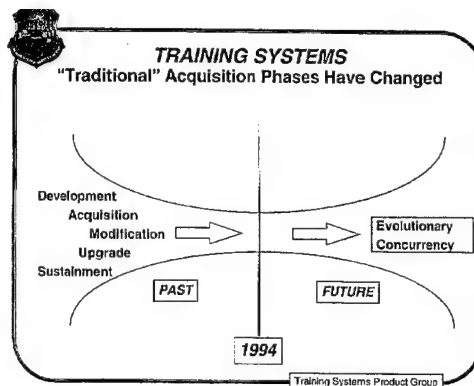 TRAINING SYSTEMS
"Traditional" Acquisition Phases Have Changed
Development
Acquisition
Modification
Upgrade
Sustainment
Evolutionary
Concurrency
PAST
FUTURE
1994
Training Systems Product Group